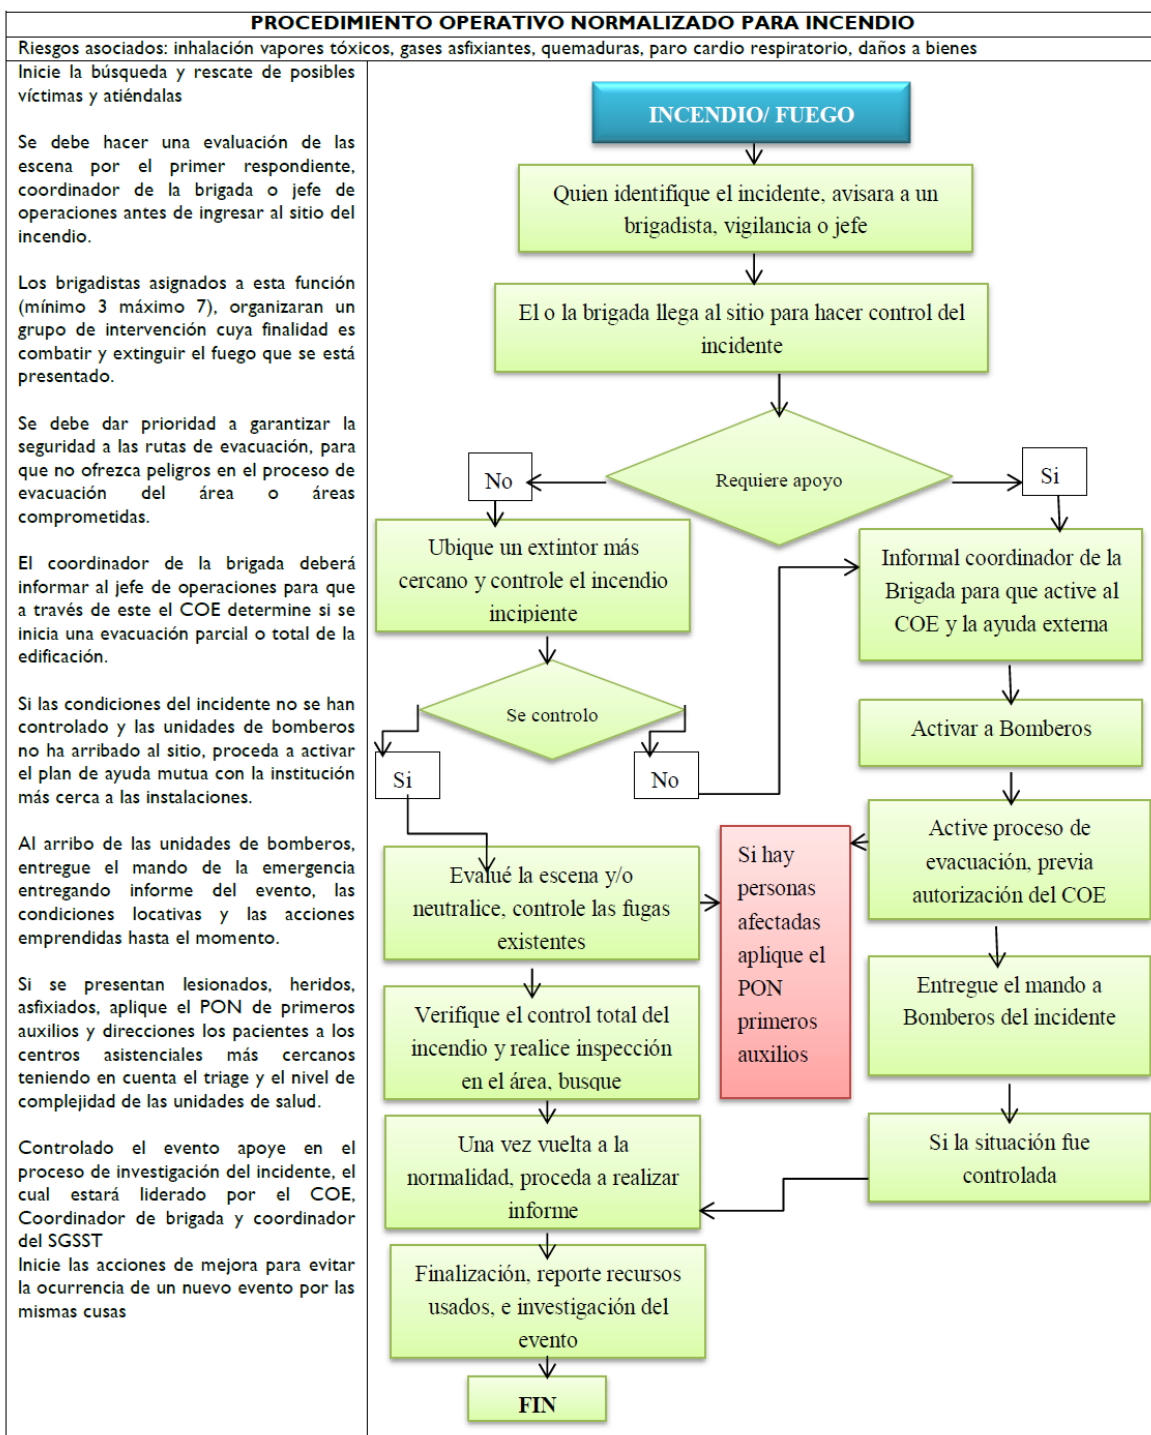 PROCEDIMIENTO OPERATIVO NORMALIZADO PARA INCENDIO
Riesgos asociados: inhalación vapores tóxicos, gases asfixiantes, quemaduras, paro cardio respiratorio, daños a bienes
Inicie la búsqueda y rescate de posibles
víctimas y atiéndalas
Se debe hacer una evaluación de las
escena por el primer respondiente,
coordinador de la brigada o jefe de
operaciones antes de ingresar al sitio del
incendio.
Los brigadistas asignados a esta función
(mínimo 3 máximo 7), organizaran un
grupo de intervención cuya finalidad es
combatir y extinguir el fuego que se está
presentado.
Se debe dar prioridad a garantizar la
seguridad a las rutas de evacuación, para
que no ofrezca peligros en el proceso de
evacuación del área o áreas
comprometidas.
El coordinador de la brigada deberá
informar al jefe de operaciones para que
a través de este el COE determine si se
inicia una evacuación parcial o total de la
edificación.
Si las condiciones del incidente no se han
controlado y las unidades de bomberos
no ha arribado al sitio, proceda a activar
el plan de ayuda mutua con la institución
más cerca a las instalaciones.
Al arribo de las unidades de bomberos,
entregue el mando de la emergencia
entregando informe del evento, las
condiciones locativas y las acciones
emprendidas hasta el momento.
Si se presentan lesionados, heridos,
asfixiados, aplique el PON de primeros
auxilios y direcciones los pacientes a los
centros asistenciales más cercanos
teniendo en cuenta el triage y el nivel de
complejidad de las unidades de salud.
Controlado el evento apoye en el
proceso de investigación del incidente, el
cual estará liderado por el COE,
Coordinador de brigada y coordinador
del SGSST
Inicie las acciones de mejora para evitar
la ocurrencia de un nuevo evento por las
mismas cusas
INCENDIO/ FUEGO
Quien identifique el incidente, avisara a un
brigadista, vigilancia o jefe
El o la brigada llega al sitio para hacer control del
incidente
Requiere apoyo
No
Si
Ubique un extintor más
cercano y controle el incendio
incipiente
Informal coordinador de la
Brigada para que active al
COE y la ayuda externa
Se controlo
Si
No
Activar a Bomberos
Evalué la escena y/o
neutralice, controle las fugas
existentes
Si hay
personas
afectadas
aplique el
PON
primeros
auxilios
Active proceso de
evacuación, previa
autorización del COE
Verifique el control total del
incendio y realice inspección
en el área, busque
Entregue el mando a
Bomberos del incidente
Una vez vuelta a la
normalidad, proceda a realizar
informe
Si la situación fue
controlada
Finalización, reporte recursos
usados, e investigación del
evento
FIN